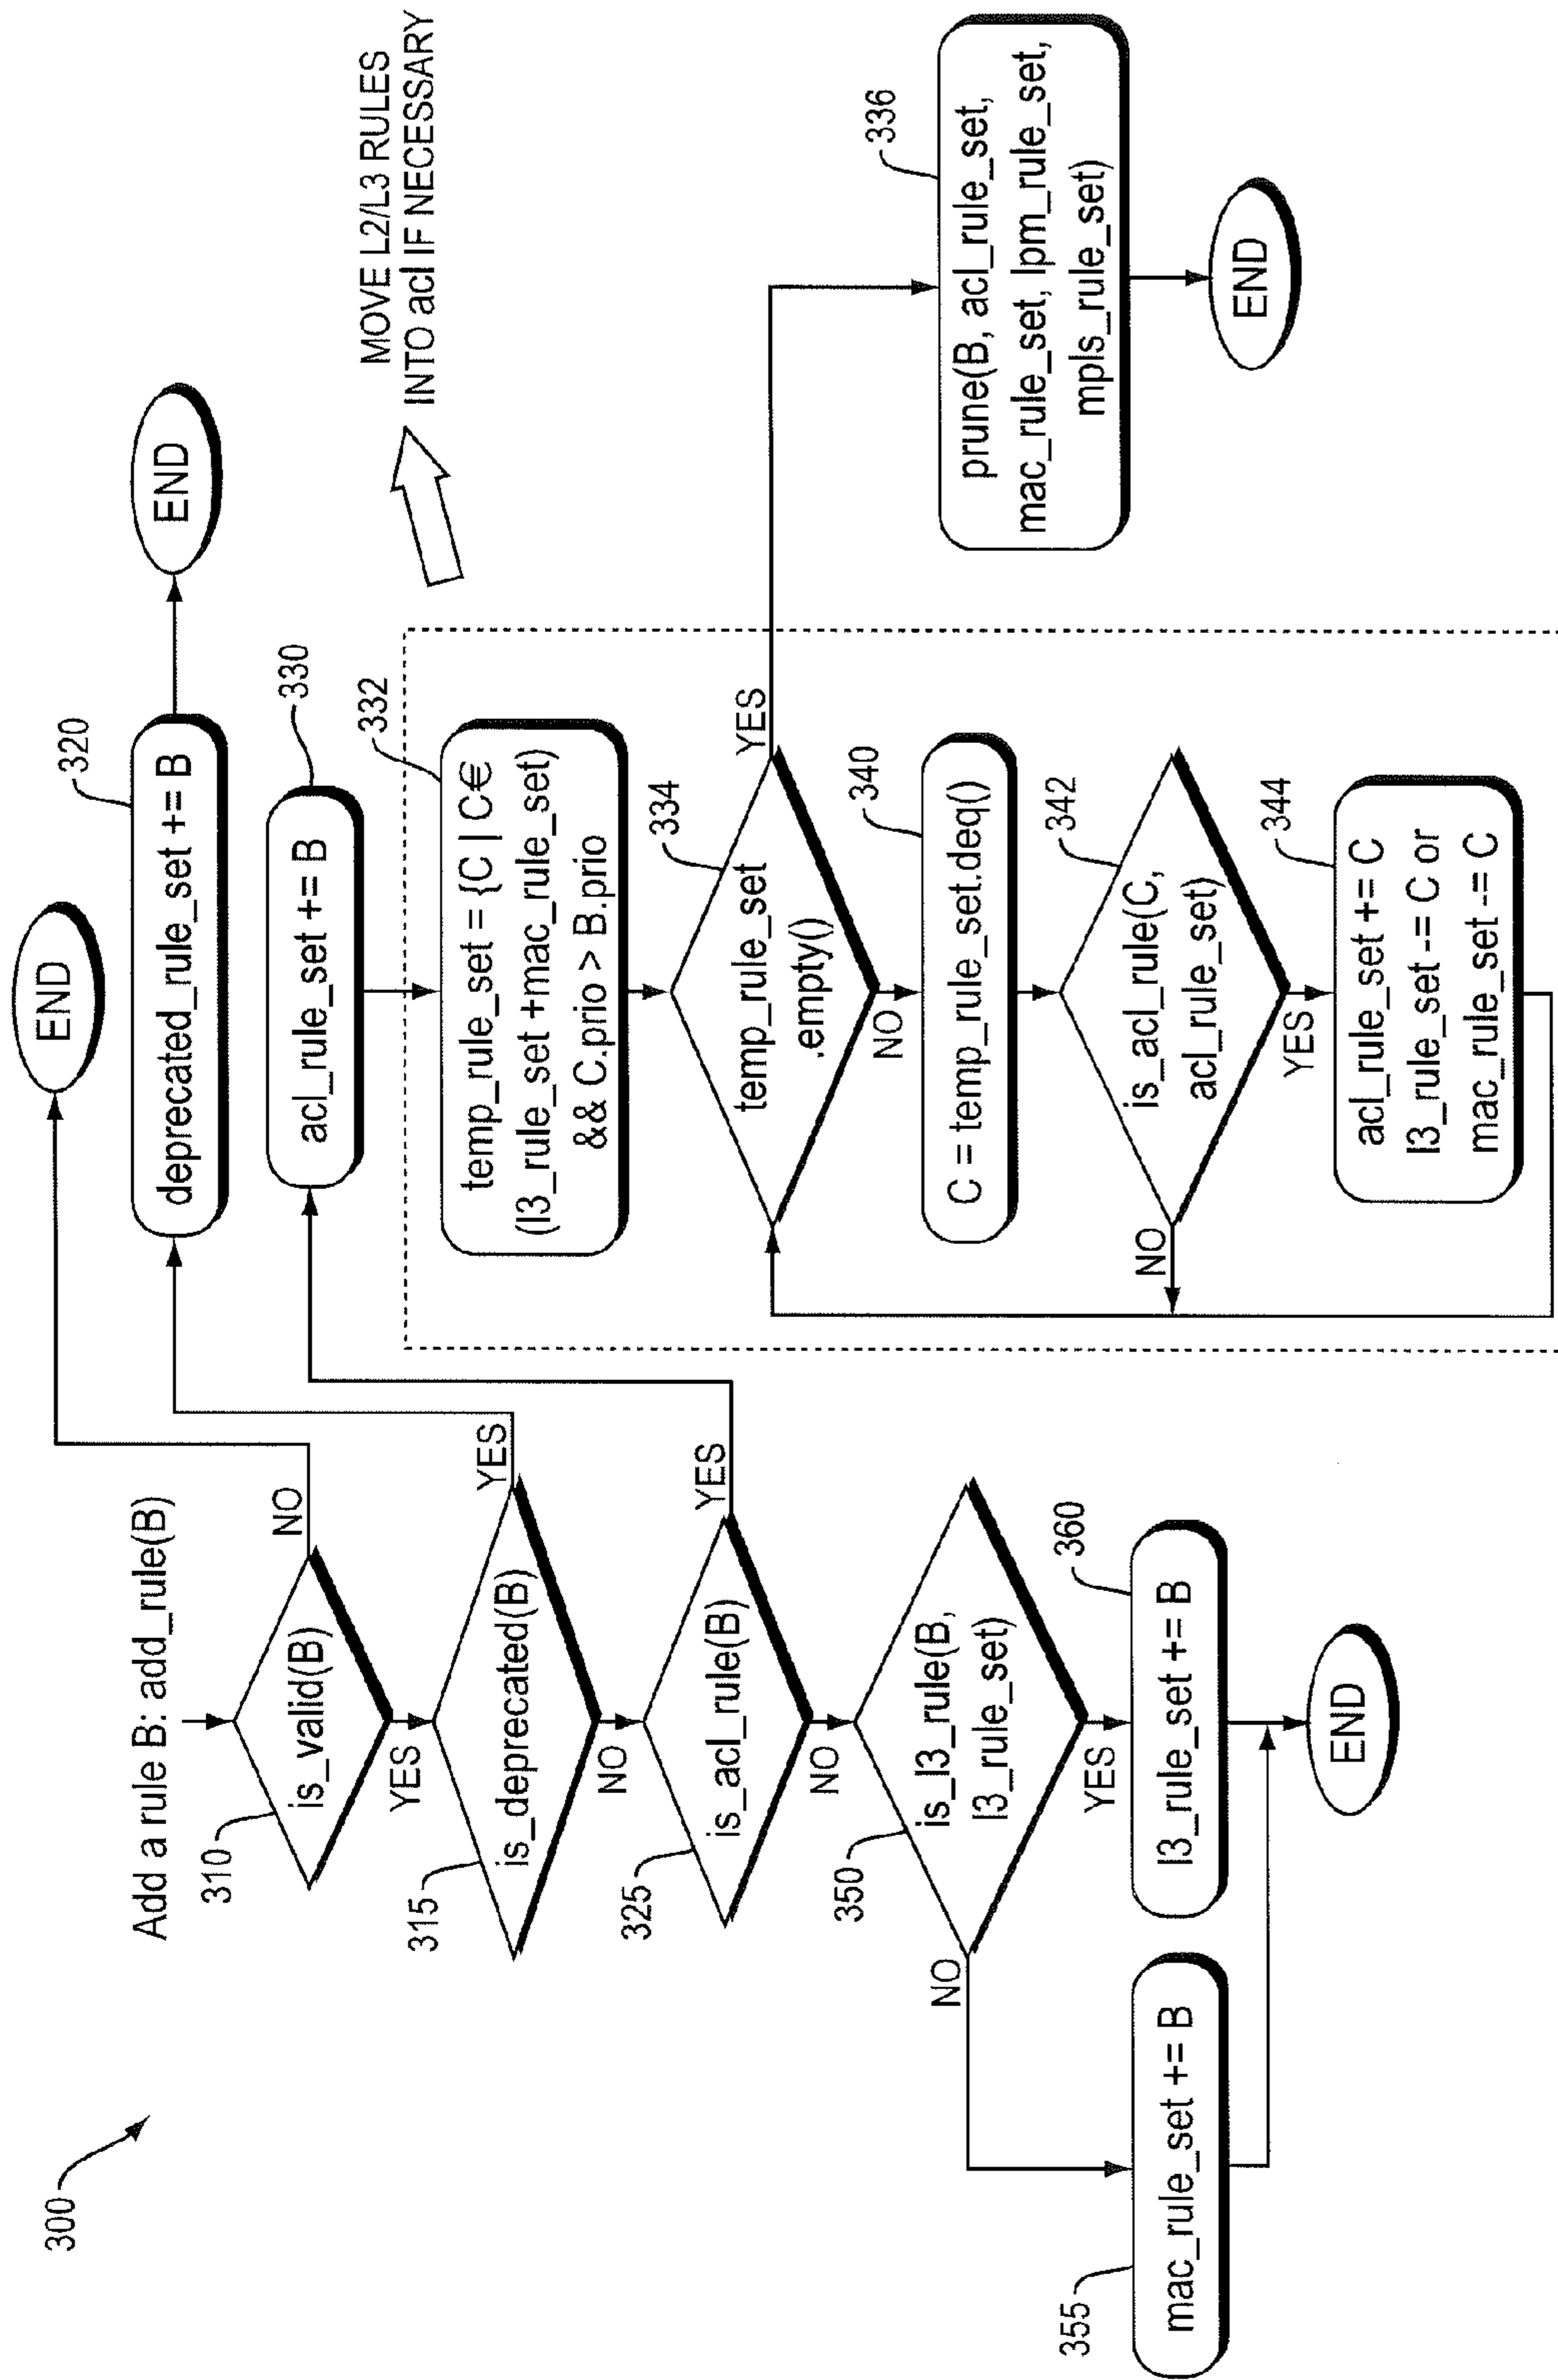 300
Add a rule B: add_rule(B)
310
is_valid(B)
NO
END
YES
315
is_deprecated(B)
YES
320
deprecated_rule_set += B
END
NO
325
is_acl_rule(B)
YES
330
acl_rule_set += B
NO
350
is_l3_rule(B,
l3_rule_set)
NO
YES
355
mac_rule_set += B
360
l3_rule_set += B
END
MOVE L2/L3 RULES
INTO acl IF NECESSARY
332
temp_rule_set = {C | C€
(l3_rule_set +mac_rule_set)
&& C.prio > B.prio
334
temp_rule_set
.empty()
YES
NO
336
prune(B, acl_rule_set,
mac_rule_set, lpm_rule_set,
mpls_rule_set)
END
340
C = temp_rule_set.deq()
342
is_acl_rule(C,
acl_rule_set)
NO
YES
344
acl_rule_set += C
l3_rule_set -= C or
mac_rule_set -= C